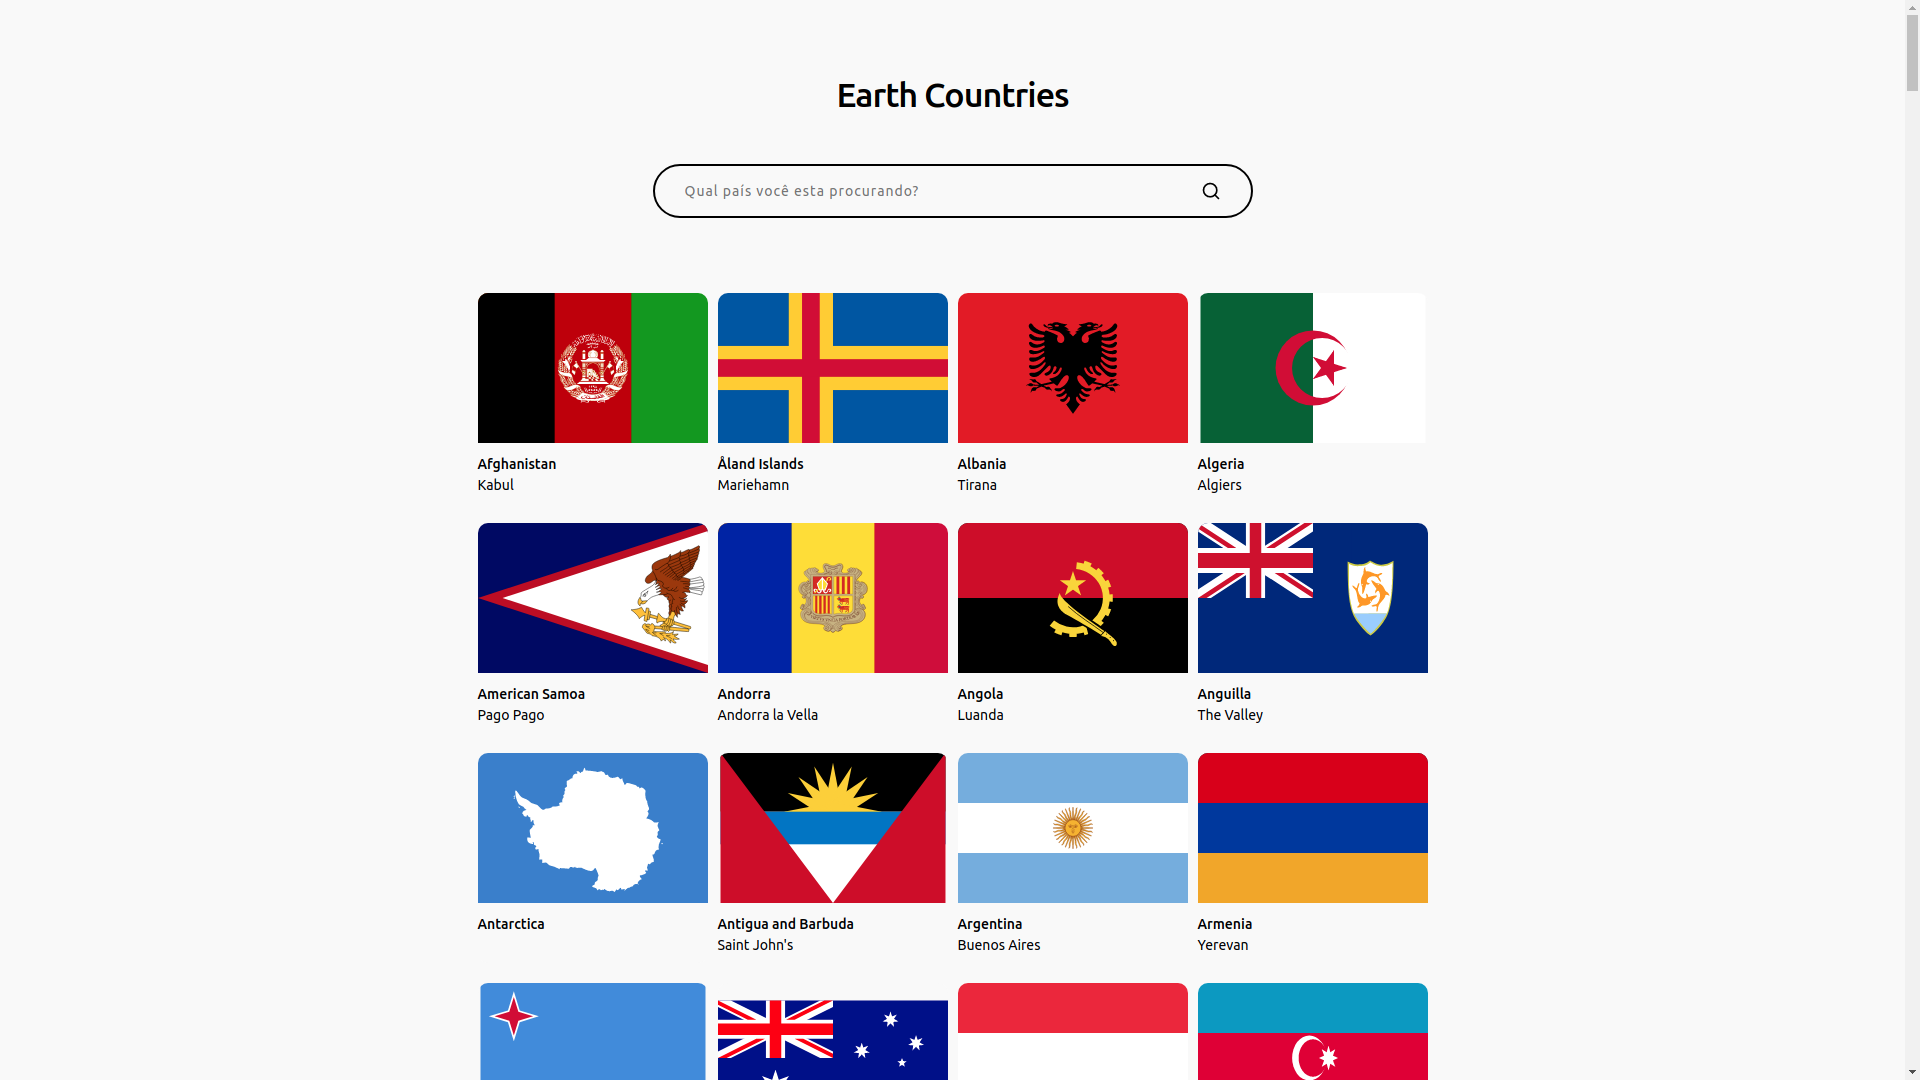 Earth Countries
Qual país você esta procurando?
Afghanistan
Kabul
Åland Islands
Mariehamn
Albania
Tirana
Algeria
Algiers
American Samoa
Pago Pago
Andorra
Andorra la Vella
Angola
Luanda
Anguilla
The Valley
Antarctica
Antigua and Barbuda
Saint John's
Argentina
Buenos Aires
Armenia
Yerevan